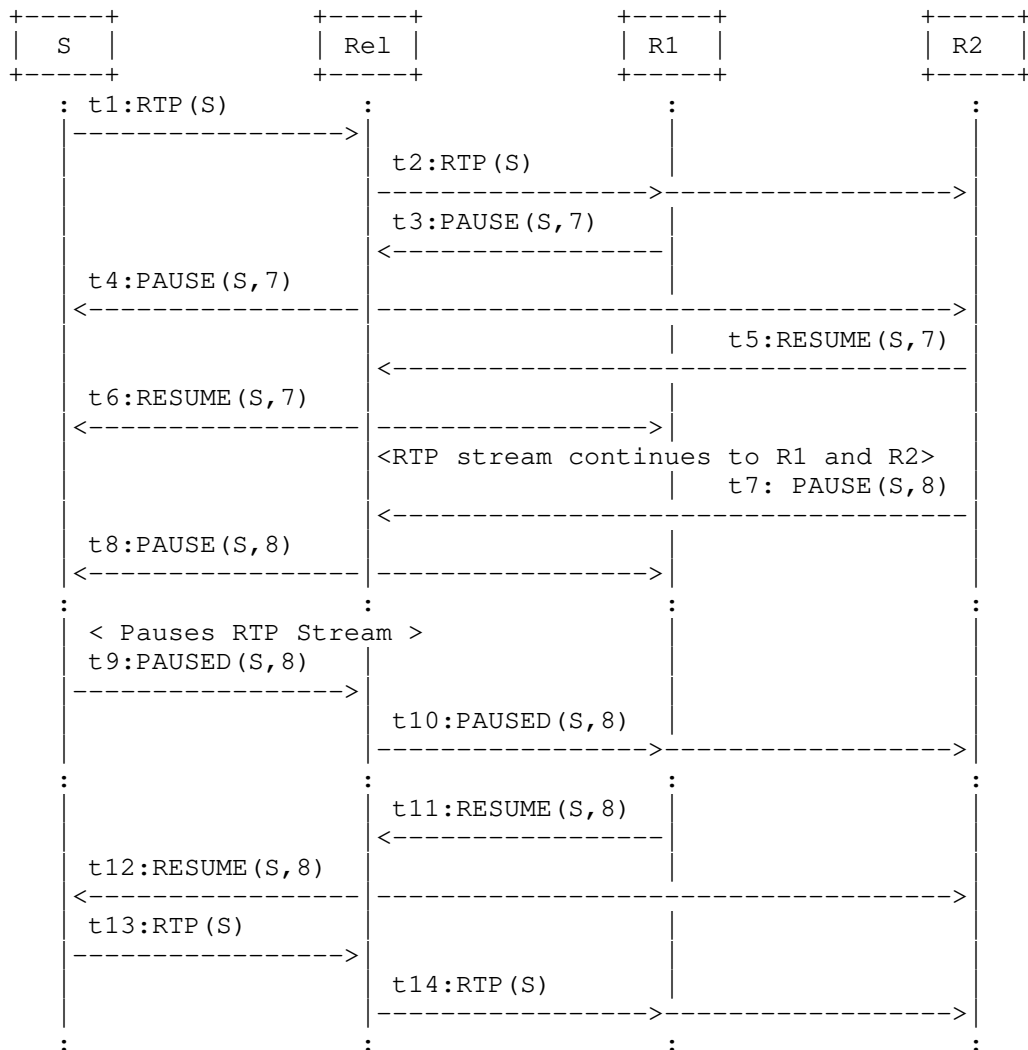 S Rel R1 R2
t1:RTP(S)
t2:RTP(S)
t3:PAUSE(S,7)
t4:PAUSE(S,7)
t5:RESUME(S,7)
t6:RESUME(S,7)
<RTP stream continues to R1 and R2>
t7: PAUSE(S,8)
t8:PAUSE(S,8)
< Pauses RTP Stream >
t9:PAUSED(S,8)
t10:PAUSED(S,8)
t11:RESUME(S,8)
t12:RESUME(S,8)
t13:RTP(S)
t14:RTP(S)